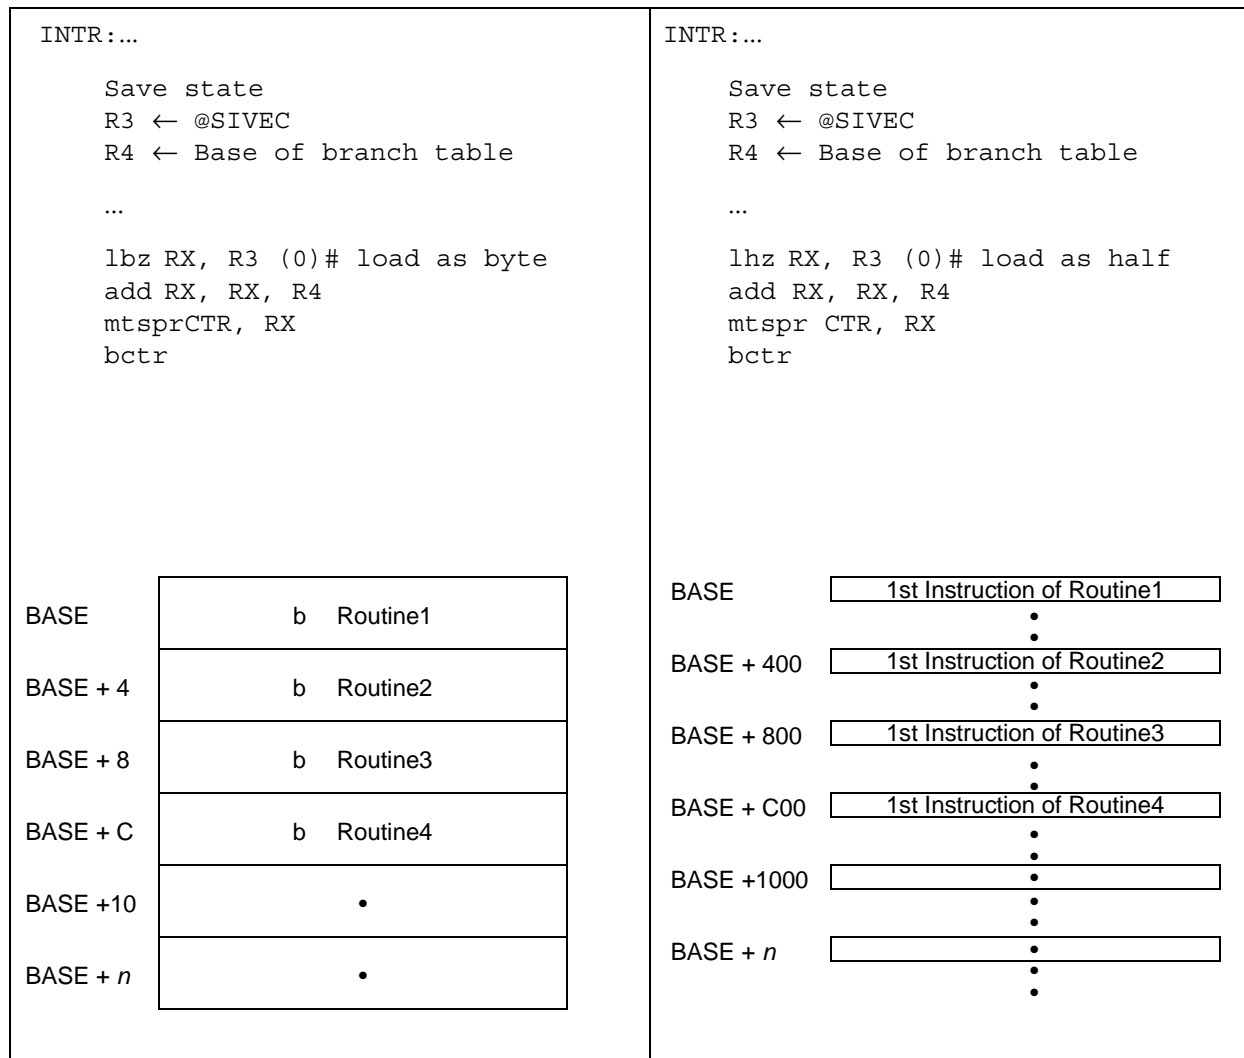 INTR:…
Save state
R3 ← @SIVEC
R4 ← Base of branch table
…
lbz RX, R3 (0)# load as byte
add RX, RX, R4
mtsprCTR, RX
bctr
BASE b Routine1
BASE + 4 b Routine2
BASE + 8 b Routine3
BASE + C b Routine4
BASE +10 •
BASE + n •
INTR:…
Save state
R3 ← @SIVEC
R4 ← Base of branch table
…
lhz RX, R3 (0)# load as half
add RX, RX, R4
mtspr CTR, RX
bctr
BASE 1st Instruction of Routine1
BASE + 400 1st Instruction of Routine2
BASE + 800 1st Instruction of Routine3
BASE + C00 1st Instruction of Routine4
BASE +1000
BASE + n